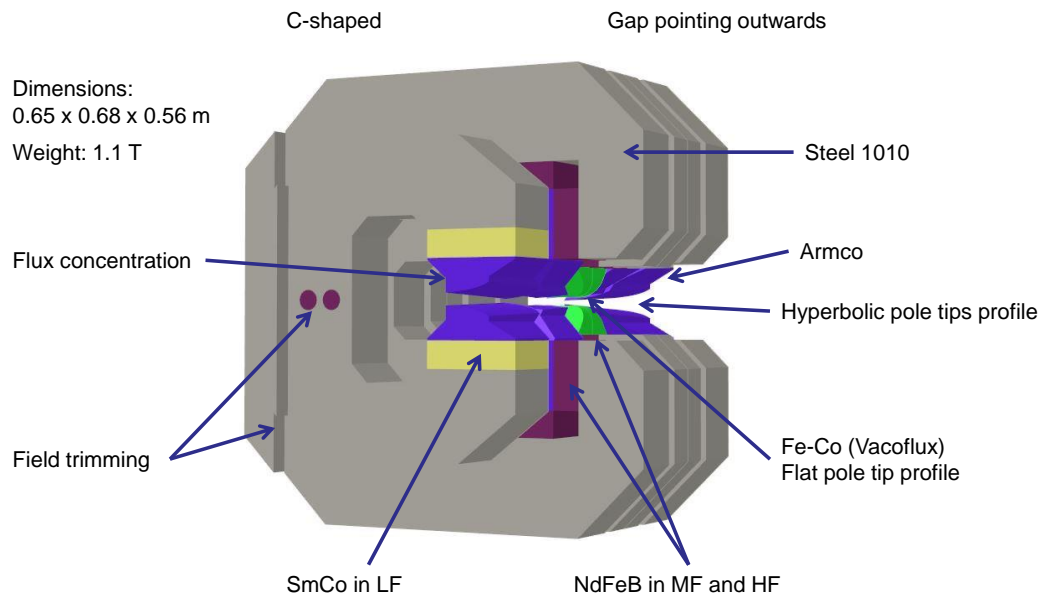 C-shaped
Gap pointing outwards
Dimensions:
0.65 x 0.68 x 0.56 m
Weight: 1.1 T
Steel 1010
Flux concentration
Armco
Hyperbolic pole tips profile
Field trimming
Fe-Co (Vacoflux)
Flat pole tip profile
SmCo in LF
NdFeB in MF and HF